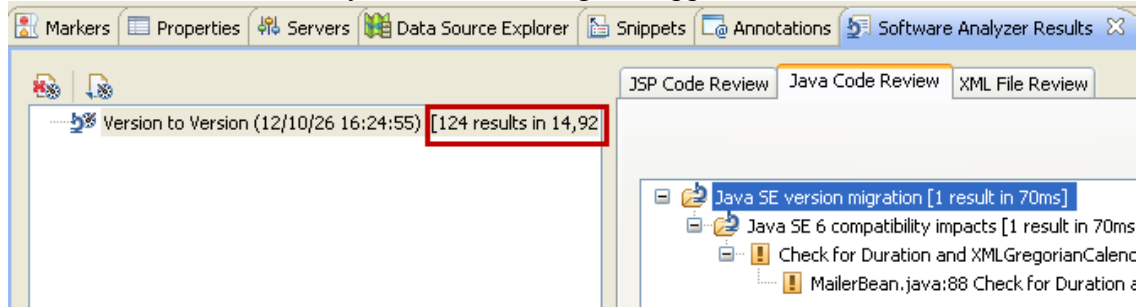 Markers Properties Servers Data Source Explorer Snippets Annotations Software Analyzer Results
JSP Code Review Java Code Review XML File Review
Version to Version (12/10/26 16:24:55) [124 results in 14,92
Java SE version migration [1 result in 70ms]
Java SE 6 compatibility impacts [1 result in 70ms
Check for Duration and XMLGregorianCalend
MailerBean.java:88 Check for Duration a